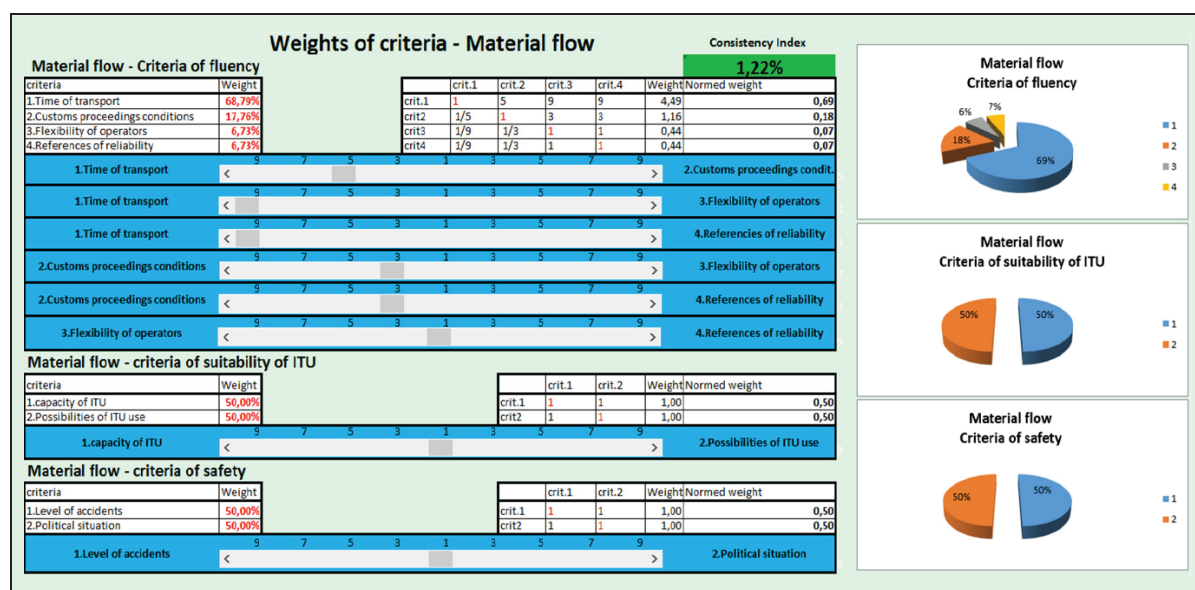 Weights of criteria - Material flow
Consistency Index
Material flow - Criteria of fluency
1,22%
criteria Weight crit.1 crit.2 crit.3 crit.4 Weight Normed weight
1.Time of transport 68,79% crit.1 1 5 9 9 4,49 0,69
2.Customs proceedings conditions 17,76% crit2 1/5 1 3 3 1,16 0,18
3.Flexibility of operators 6,73% crit3 1/9 1/3 1 1 0,44 0,07
4.References of reliability 6,73% crit4 1/9 1/3 1 1 0,44 0,07
9 7 5 3 1 3 5 7 9
1.Time of transport 2.Customs proceedings condit.
9 7 5 3 1 3 5 7 9
1.Time of transport 3.Flexibility of operators
9 7 5 3 1 3 5 7 9
1.Time of transport 4.Referencies of reliability
9 7 5 3 1 3 5 7 9
2.Customs proceedings conditions 3.Flexibility of operators
9 7 5 3 1 3 5 7 9
2.Customs proceedings conditions 4.References of reliability
9 7 5 3 1 3 5 7 9
3.Flexibility of operators 4.References of reliability
Material flow - criteria of suitability of ITU
criteria Weight crit.1 crit.2 Weight Normed weight
1.capacity of ITU 50,00% crit.1 1 1 1,00 0,50
2.Possibilities of ITU use 50,00% crit2 1 1 1,00 0,50
9 7 5 3 1 3 5 7 9
1.capacity of ITU 2.Possibilities of ITU use
Material flow - criteria of safety
criteria Weight crit.1 crit.2 Weight Normed weight
1.Level of accidents 50,00% crit.1 1 1 1,00 0,50
2.Political situation 50,00% crit2 1 1 1,00 0,50
9 7 5 3 1 3 5 7 9
1.Level of accidents 2.Political situation
Material flow
Criteria of fluency
6% 7%
18%
69%
1
2
3
4
Material flow
Criteria of suitability of ITU
50% 50%
1
2
Material flow
Criteria of safety
50% 50%
1
2